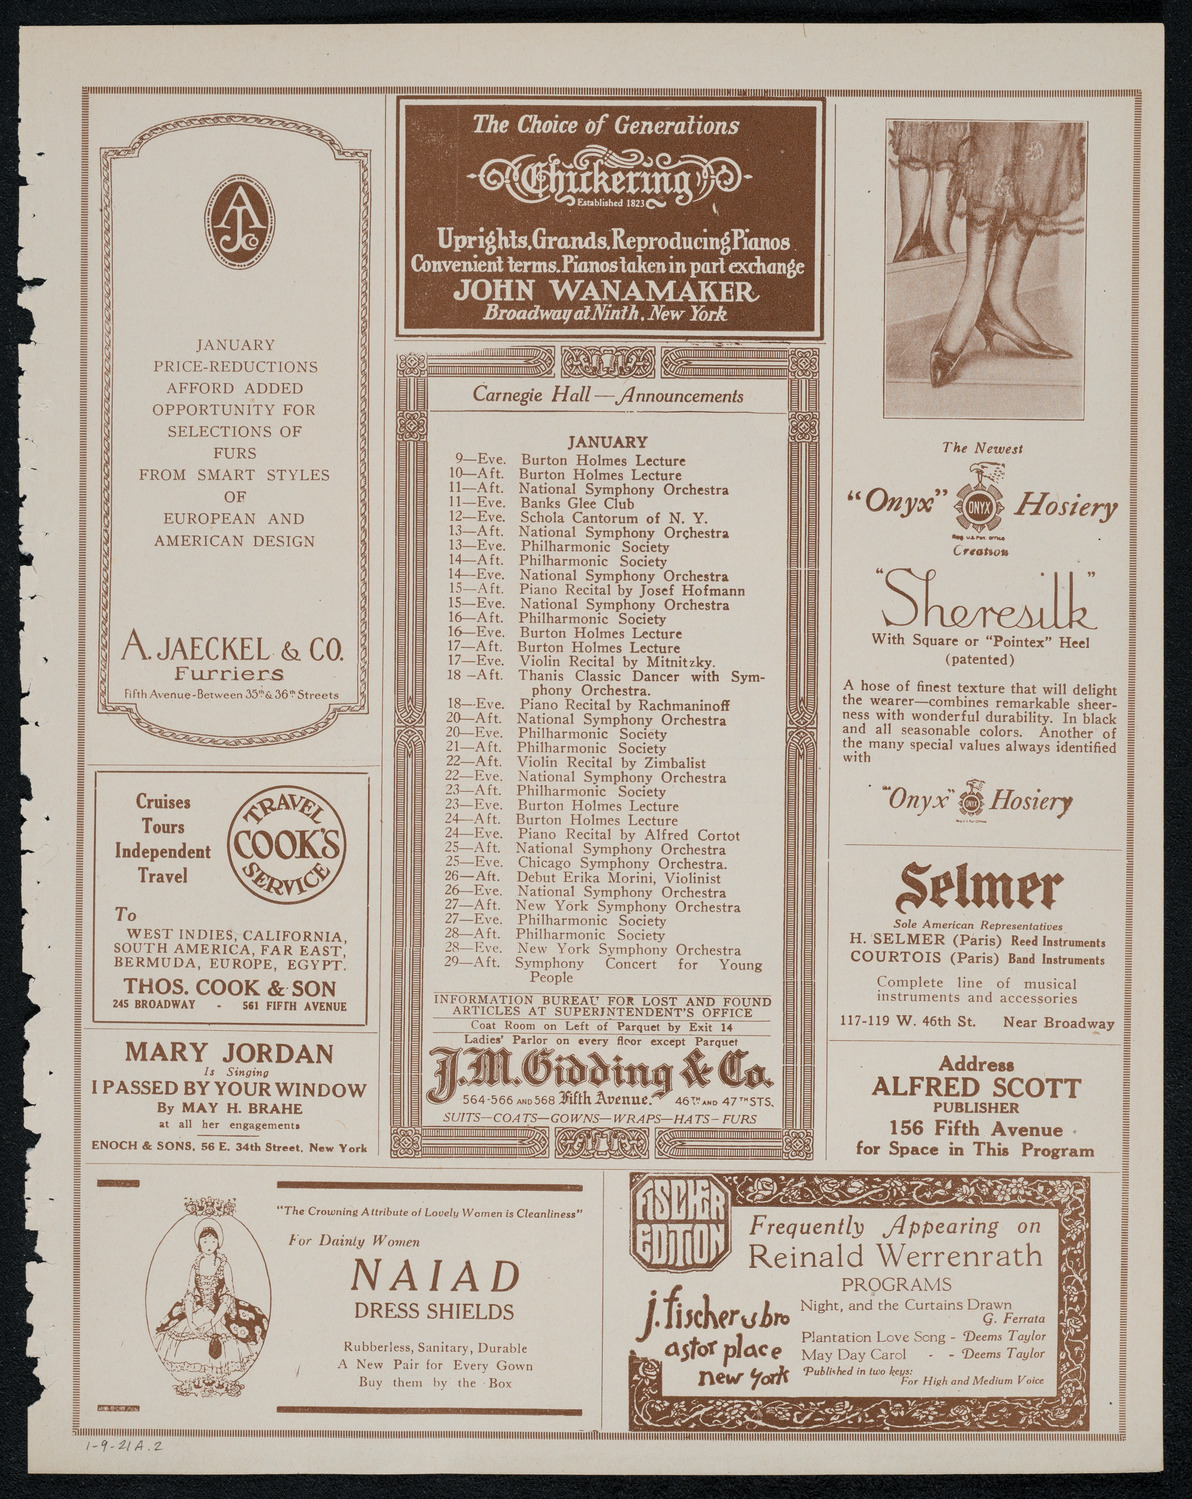 AJCo
JANUARY
PRICE-REDUCTIONS
AFFORD ADDED
OPPORTUNITY FOR
SELECTIONS OF
FURS
FROM SMART STYLES
OF
EUROPEAN AND
AMERICAN DESIGN
A. JAECKEL & CO.
Furriers
Fifth Avenue - Between 35th & 36th Streets
Cruises
Tours
Independent
Travel
TRAVEL
COOK'S
SERVICE
To
WEST INDIES, CALIFORNIA,
SOUTH AMERICA, FAR EAST,
BERMUDA, EUROPE, EGYPT.
THOS. COOK & SON
245 BROADWAY - 561 FIFTH AVENUE
MARY JORDAN
Is Singing
I PASSED BY YOUR WINDOW
By MAY H. BRAHE
at all her engagements
ENOCH & SONS, 56 E. 34th Street, New York
The Choice of Generations
Chickering
Established 1823
Uprights, Grands, Reproducing Pianos
Convenient terms. Pianos taken in part exchange
JOHN WANAMAKER
Broadway at Ninth, New York
Carnegie Hall — Announcements
JANUARY
9—Eve. Burton Holmes Lecture
10—Aft. Burton Holmes Lecture
11—Aft. National Symphony Orchestra
11—Eve. Banks Glee Club
12—Eve. Schola Cantorum of N. Y.
13—Aft. National Symphony Orchestra
13—Eve. Philharmonic Society
14—Aft. Philharmonic Society
14—Eve. National Symphony Orchestra
15—Aft. Piano Recital by Josef Hofmann
15—Eve. National Symphony Orchestra
16—Aft. Philharmonic Society
16—Eve. Burton Holmes Lecture
17—Aft. Burton Holmes Lecture
17—Eve. Violin Recital by Mitnitzky.
18—Aft. Thanis Classic Dancer with Sym-
phony Orchestra.
18—Eve. Piano Recital by Rachmaninoff
20—Aft. National Symphony Orchestra
20—Eve. Philharmonic Society
21—Aft. Philharmonic Society
22—Aft. Violin Recital by Zimbalist
22—Eve. National Symphony Orchestra
23—Aft. Philharmonic Society
23—Eve. Burton Holmes Lecture
24—Aft. Burton Holmes Lecture
24—Eve. Piano Recital by Alfred Cortot
25—Aft. National Symphony Orchestra
25—Eve. Chicago Symphony Orchestra.
26—Aft. Debut Erika Morini, Violinist
26—Eve. National Symphony Orchestra
27—Aft. New York Symphony Orchestra
27—Eve. Philharmonic Society
28—Aft. Philharmonic Society
28—Eve. New York Symphony Orchestra
29—Aft. Symphony Concert for Young
People
INFORMATION BUREAU FOR LOST AND FOUND
ARTICLES AT SUPERINTENDENT'S OFFICE
Coat Room on Left of Parquet by Exit 14
Ladies' Parlor on every floor except Parquet
J.M. Gidding & Co.
564-566 AND 568 Fifth Avenue. 46TH AND 47TH STS.
SUITS—COATS—GOWNS—WRAPS—HATS—FURS
The Newest
"Onyx" ONYX Hosiery
Reg. U.S. Pat. Office
Creation
"Sheresilk"
With Square or "Pointex" Heel
(patented)
A hose of finest texture that will delight
the wearer—combines remarkable sheer-
ness with wonderful durability. In black
and all seasonable colors. Another of
the many special values always identified
with
"Onyx" ONYX Hosiery
Selmer
Sole American Representatives
H. SELMER (Paris) Reed Instruments
COURTOIS (Paris) Band Instruments
Complete line of musical
instruments and accessories
117-119 W. 46th St. Near Broadway
Address
ALFRED SCOTT
PUBLISHER
156 Fifth Avenue
for Space in This Program
"The Crowning Attribute of Lovely Women is Cleanliness"
For Dainty Women
NAIAD
DRESS SHIELDS
Rubberless, Sanitary, Durable
A New Pair for Every Gown
Buy them by the Box
FISCHER
EDITION
Frequently Appearing on
Reinald Werrenrath
PROGRAMS
j. fischer & bro
astor place
new york
Night, and the Curtains Drawn
G. Ferrata
Plantation Love Song - Deems Taylor
May Day Carol - - Deems Taylor
Published in two keys:
For High and Medium Voice
1-9-21A.2